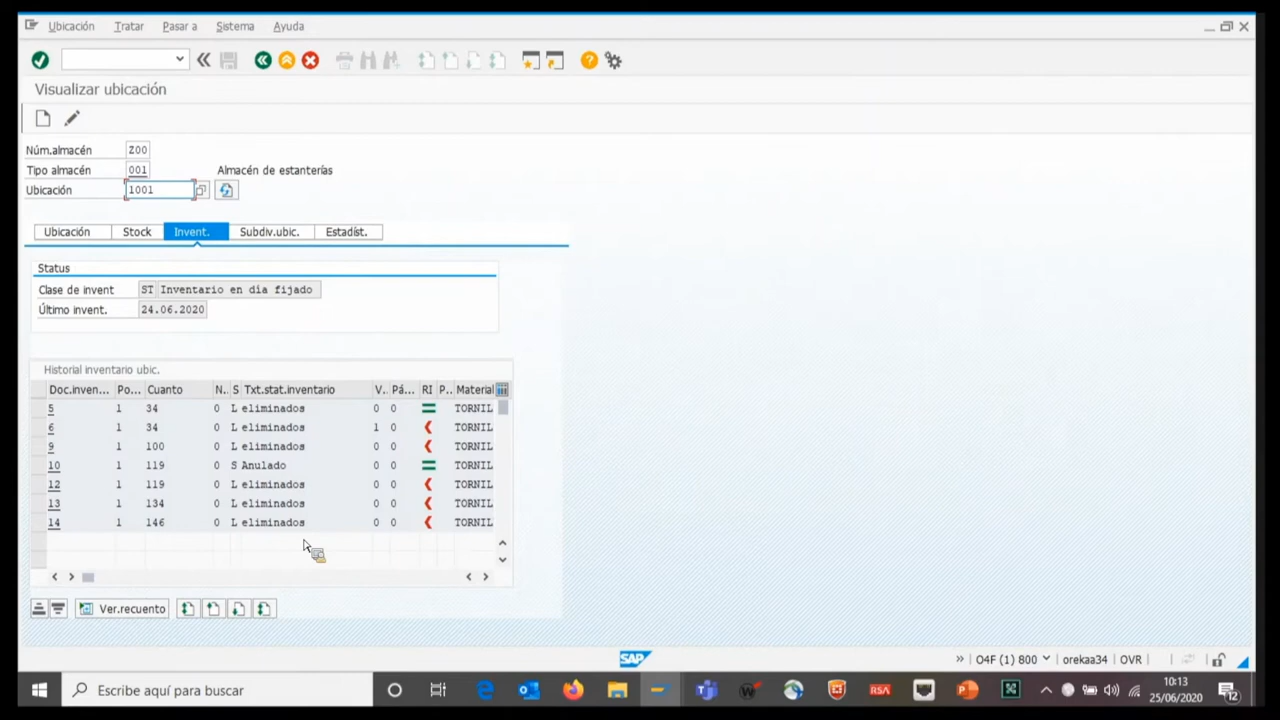 Ubicación Tratar Pasar a Sistema Ayuda
Visualizar ubicación
Núm.almacén Z00
Tipo almacén 001 Almacén de estanterías
Ubicación 1001
Ubicación Stock Invent. Subdiv.ubic. Estadíst.
Status
Clase de invent ST Inventario en día fijado
Último invent. 24.06.2020
Historial inventario ubic.
Doc.inven... Po... Cuanto N.. S Txt.stat.inventario V.. Pá... RI P.. Material
5 1 34 0 L eliminados 0 0 TORNIL
6 1 34 0 L eliminados 1 0 TORNIL
9 1 100 0 L eliminados 0 0 TORNIL
10 1 119 0 S Anulado 0 0 TORNIL
12 1 119 0 L eliminados 0 0 TORNIL
13 1 134 0 L eliminados 0 0 TORNIL
14 1 146 0 L eliminados 0 0 TORNIL
Ver.recuento
SAP
» O4F (1) 800 orekaa34 OVR
Escribe aquí para buscar
RSA
10:13
25/06/2020
12